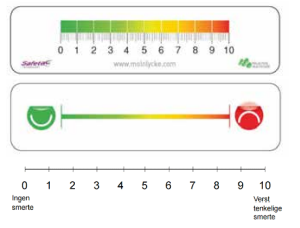 0 1 2 3 4 5 6 7 8 9 10
Safetac
www.molnlycke.com
0 1 2 3 4 5 6 7 8 9 10
Ingen
smerte
Verst
tenkelige
smerte